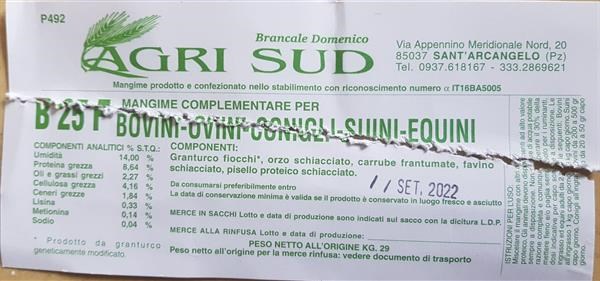 P492
Brancale Domenico
AGRI SUD
Via Appennino Meridionale Nord, 20
85037 SANT'ARCANGELO (Pz)
Tel. 0937.618167 - 333.2869621
Mangime prodotto e confezionato nello stabilimento con riconoscimento numero α IT16BA5005
B 25 F
MANGIME COMPLEMENTARE PER
BOVINI-OVINI-CONIGLI-SUINI-EQUINI
COMPONENTI ANALITICI % S.T.Q.:
Umidità 14,00 %
Proteina grezza 8,64 %
Oli e grassi grezzi 2,27 %
Cellulosa grezza 4,16 %
Ceneri grezze 1,84 %
Lisina 0,33 %
Metionina 0,14 %
Sodio 0,04 %
* Prodotto da granturco
geneticamente modificato.
COMPONENTI:
Granturco fiocchi*, orzo schiacciato, carrube frantumate, favino
schiacciato, pisello proteico schiacciato.
Da consumarsi preferibilmente entro
11 SET. 2022
La data di conservazione minima è valida se il prodotto è conservato in luogo fresco e asciutto
MERCE IN SACCHI Lotto e data di produzione sono indicati sul sacco con la dicitura L.D.P.
MERCE ALLA RINFUSA Lotto e data di produzione:
PESO NETTO ALL'ORIGINE KG. 29
Peso netto all'origine per la merce rinfusa: vedere documento di trasporto
ISTRUZIONI PER L'USO: